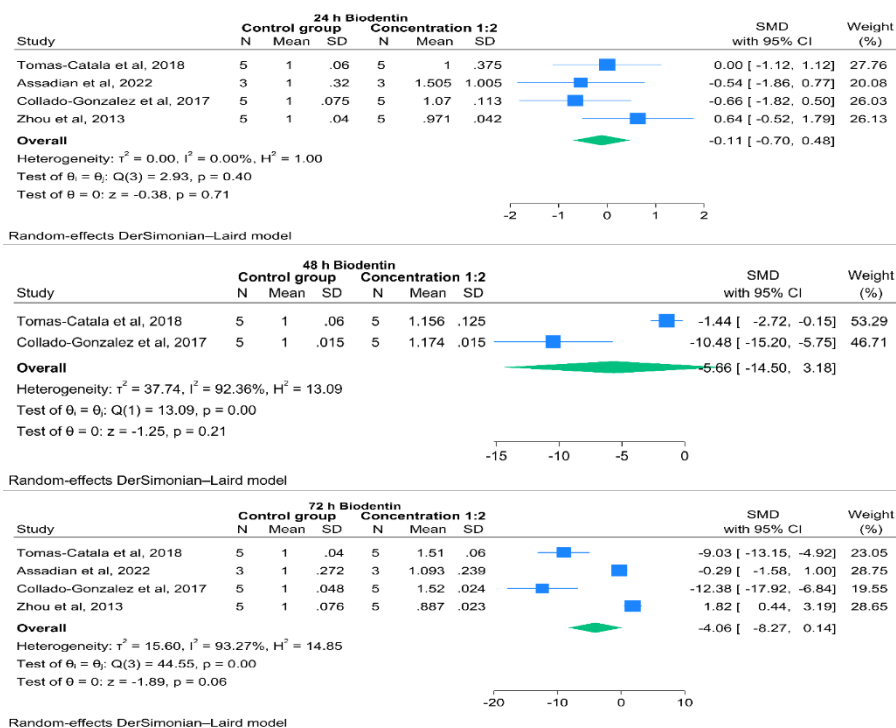 24 h Biodentin
Control group Concentration 1:2 SMD Weight
Study N Mean SD N Mean SD with 95% CI (%)
Tomas-Catala et al, 2018 5 1 .06 5 1 .375 0.00 [ -1.12, 1.12] 27.76
Assadian et al, 2022 3 1 .32 3 1.505 1.005 -0.54 [ -1.86, 0.77] 20.08
Collado-Gonzalez et al, 2017 5 1 .075 5 1.07 .113 -0.66 [ -1.82, 0.50] 26.03
Zhou et al, 2013 5 1 .04 5 .971 .042 0.64 [ -0.52, 1.79] 26.13
Overall -0.11 [ -0.70, 0.48]
Heterogeneity: τ² = 0.00, I² = 0.00%, H² = 1.00
Test of θᵢ = θⱼ: Q(3) = 2.93, p = 0.40
Test of θ = 0: z = -0.38, p = 0.71
-2 -1 0 1 2
Random-effects DerSimonian–Laird model
48 h Biodentin
Control group Concentration 1:2 SMD Weight
Study N Mean SD N Mean SD with 95% CI (%)
Tomas-Catala et al, 2018 5 1 .06 5 1.156 .125 -1.44 [ -2.72, -0.15] 53.29
Collado-Gonzalez et al, 2017 5 1 .015 5 1.174 .015 -10.48 [ -15.20, -5.75] 46.71
Overall -5.66 [ -14.50, 3.18]
Heterogeneity: τ² = 37.74, I² = 92.36%, H² = 13.09
Test of θᵢ = θⱼ: Q(1) = 13.09, p = 0.00
Test of θ = 0: z = -1.25, p = 0.21
-15 -10 -5 0
Random-effects DerSimonian–Laird model
72 h Biodentin
Control group Concentration 1:2 SMD Weight
Study N Mean SD N Mean SD with 95% CI (%)
Tomas-Catala et al, 2018 5 1 .04 5 1.51 .06 -9.03 [ -13.15, -4.92] 23.05
Assadian et al, 2022 3 1 .272 3 1.093 .239 -0.29 [ -1.58, 1.00] 28.75
Collado-Gonzalez et al, 2017 5 1 .048 5 1.52 .024 -12.38 [ -17.92, -6.84] 19.55
Zhou et al, 2013 5 1 .076 5 .887 .023 1.82 [ 0.44, 3.19] 28.65
Overall -4.06 [ -8.27, 0.14]
Heterogeneity: τ² = 15.60, I² = 93.27%, H² = 14.85
Test of θᵢ = θⱼ: Q(3) = 44.55, p = 0.00
Test of θ = 0: z = -1.89, p = 0.06
-20 -10 0 10
Random-effects DerSimonian–Laird model